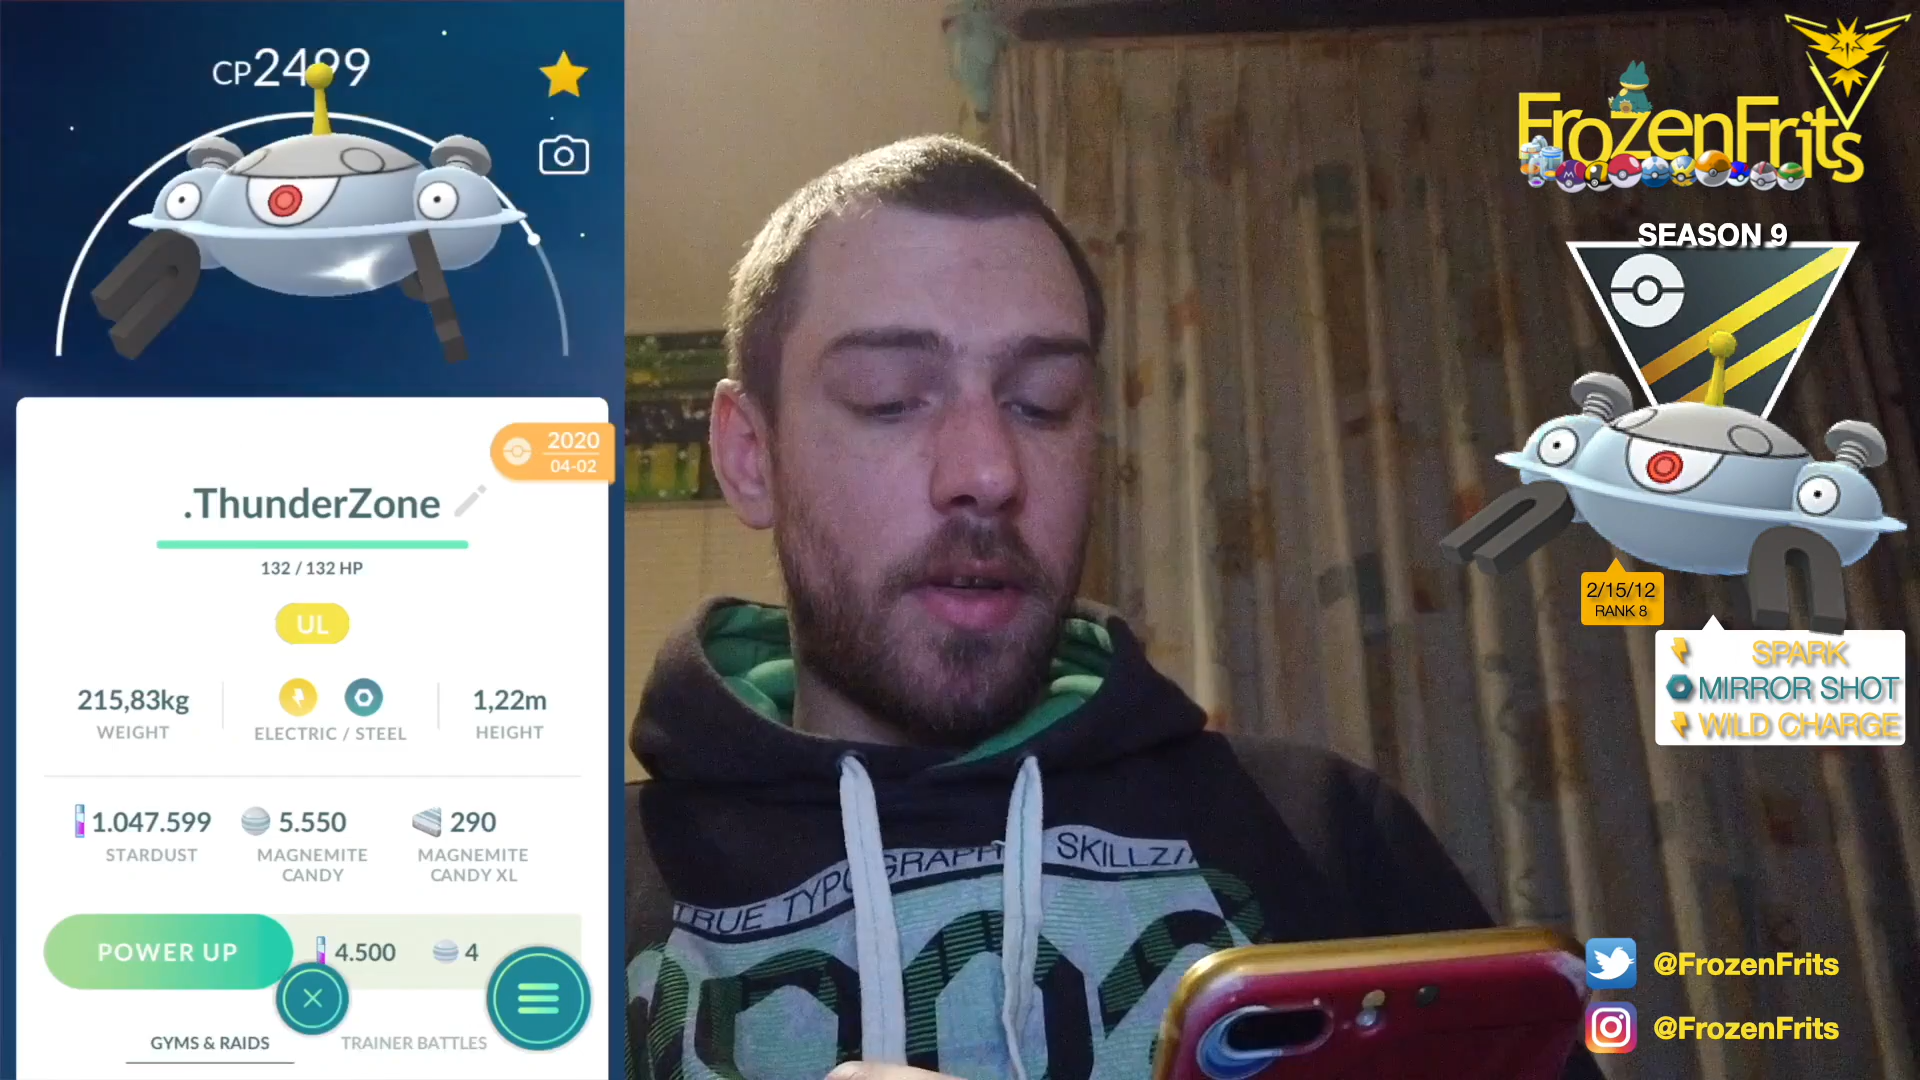 CP2499
2020
04-02
.ThunderZone
132 / 132 HP
UL
215,83kg
WEIGHT
ELECTRIC / STEEL
1,22m
HEIGHT
1.047.599
STARDUST
5.550
MAGNEMITE
CANDY
290
MAGNEMITE
CANDY XL
POWER UP
4.500
4
GYMS & RAIDS
TRAINER BATTLES
TRUE TYPOGRAPH SKILLZ//
FrozenFrits
SEASON 9
2/15/12
RANK 8
SPARK
MIRROR SHOT
WILD CHARGE
@FrozenFrits
@FrozenFrits